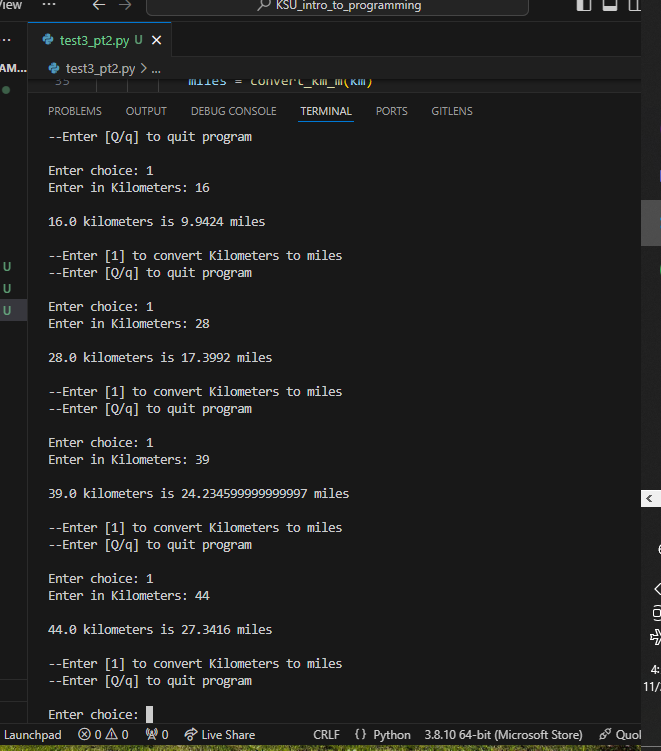 View ··· ← → KSU_intro_to_programming
test3_pt2.py U ×
AM... test3_pt2.py > ...
35 miles = convert_km_m(km)
PROBLEMS OUTPUT DEBUG CONSOLE TERMINAL PORTS GITLENS
--Enter [Q/q] to quit program
Enter choice: 1
Enter in Kilometers: 16
16.0 kilometers is 9.9424 miles
--Enter [1] to convert Kilometers to miles
U
--Enter [Q/q] to quit program
U
Enter choice: 1
U
Enter in Kilometers: 28
28.0 kilometers is 17.3992 miles
--Enter [1] to convert Kilometers to miles
--Enter [Q/q] to quit program
Enter choice: 1
Enter in Kilometers: 39
39.0 kilometers is 24.234599999999997 miles
--Enter [1] to convert Kilometers to miles
--Enter [Q/q] to quit program
Enter choice: 1
Enter in Kilometers: 44
44.0 kilometers is 27.3416 miles
--Enter [1] to convert Kilometers to miles
--Enter [Q/q] to quit program
4:
11/
Enter choice:
Launchpad 0 0 0 Live Share CRLF {} Python 3.8.10 64-bit (Microsoft Store) Quo